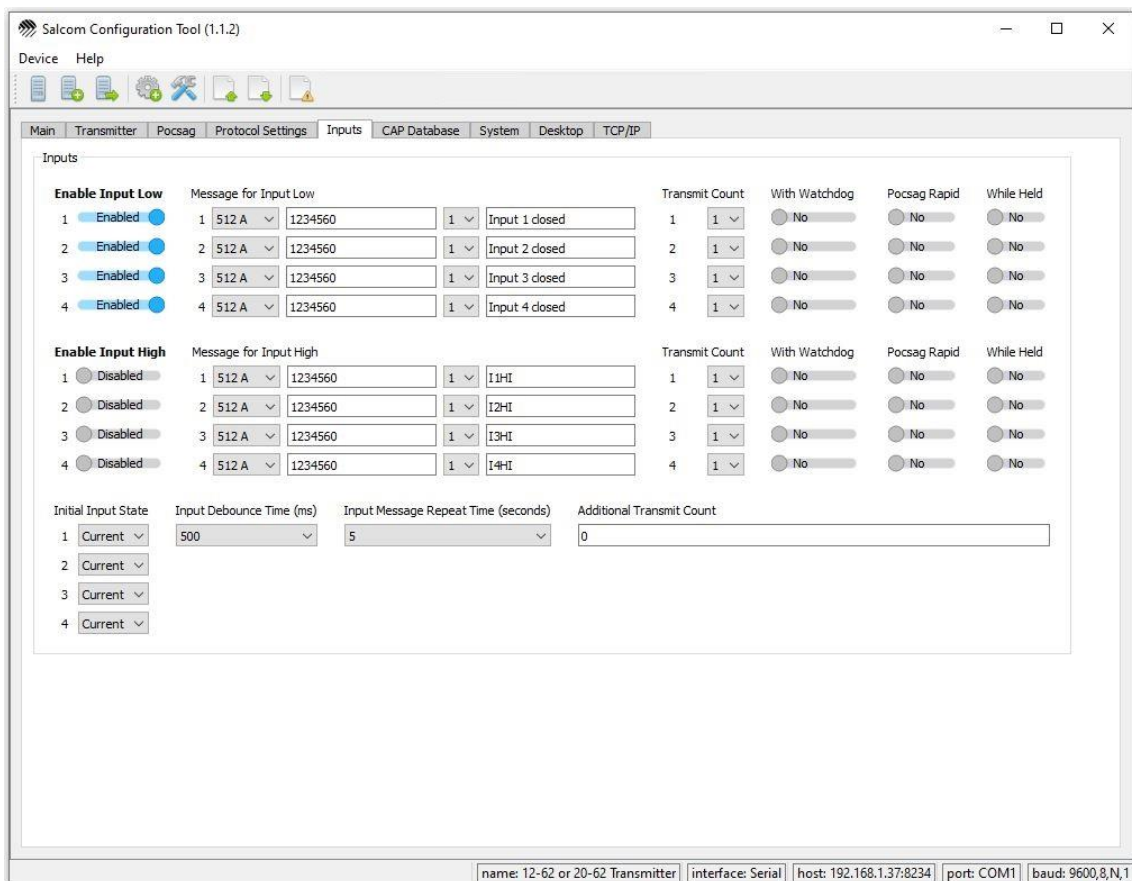 Salcom Configuration Tool (1.1.2)
Device Help
Main Transmitter Pocsag Protocol Settings Inputs CAP Database System Desktop TCP/IP
Inputs
Enable Input Low Message for Input Low Transmit Count With Watchdog Pocsag Rapid While Held
1 Enabled 1 512 A 1234560 1 Input 1 closed 1 1 No No No
2 Enabled 2 512 A 1234560 1 Input 2 closed 2 1 No No No
3 Enabled 3 512 A 1234560 1 Input 3 closed 3 1 No No No
4 Enabled 4 512 A 1234560 1 Input 4 closed 4 1 No No No
Enable Input High Message for Input High Transmit Count With Watchdog Pocsag Rapid While Held
1 Disabled 1 512 A 1234560 1 I1HI 1 1 No No No
2 Disabled 2 512 A 1234560 1 I2HI 2 1 No No No
3 Disabled 3 512 A 1234560 1 I3HI 3 1 No No No
4 Disabled 4 512 A 1234560 1 I4HI 4 1 No No No
Initial Input State Input Debounce Time (ms) Input Message Repeat Time (seconds) Additional Transmit Count
1 Current 500 5 0
2 Current
3 Current
4 Current
name: 12-62 or 20-62 Transmitter interface: Serial host: 192.168.1.37:8234 port: COM1 baud: 9600,8,N,1